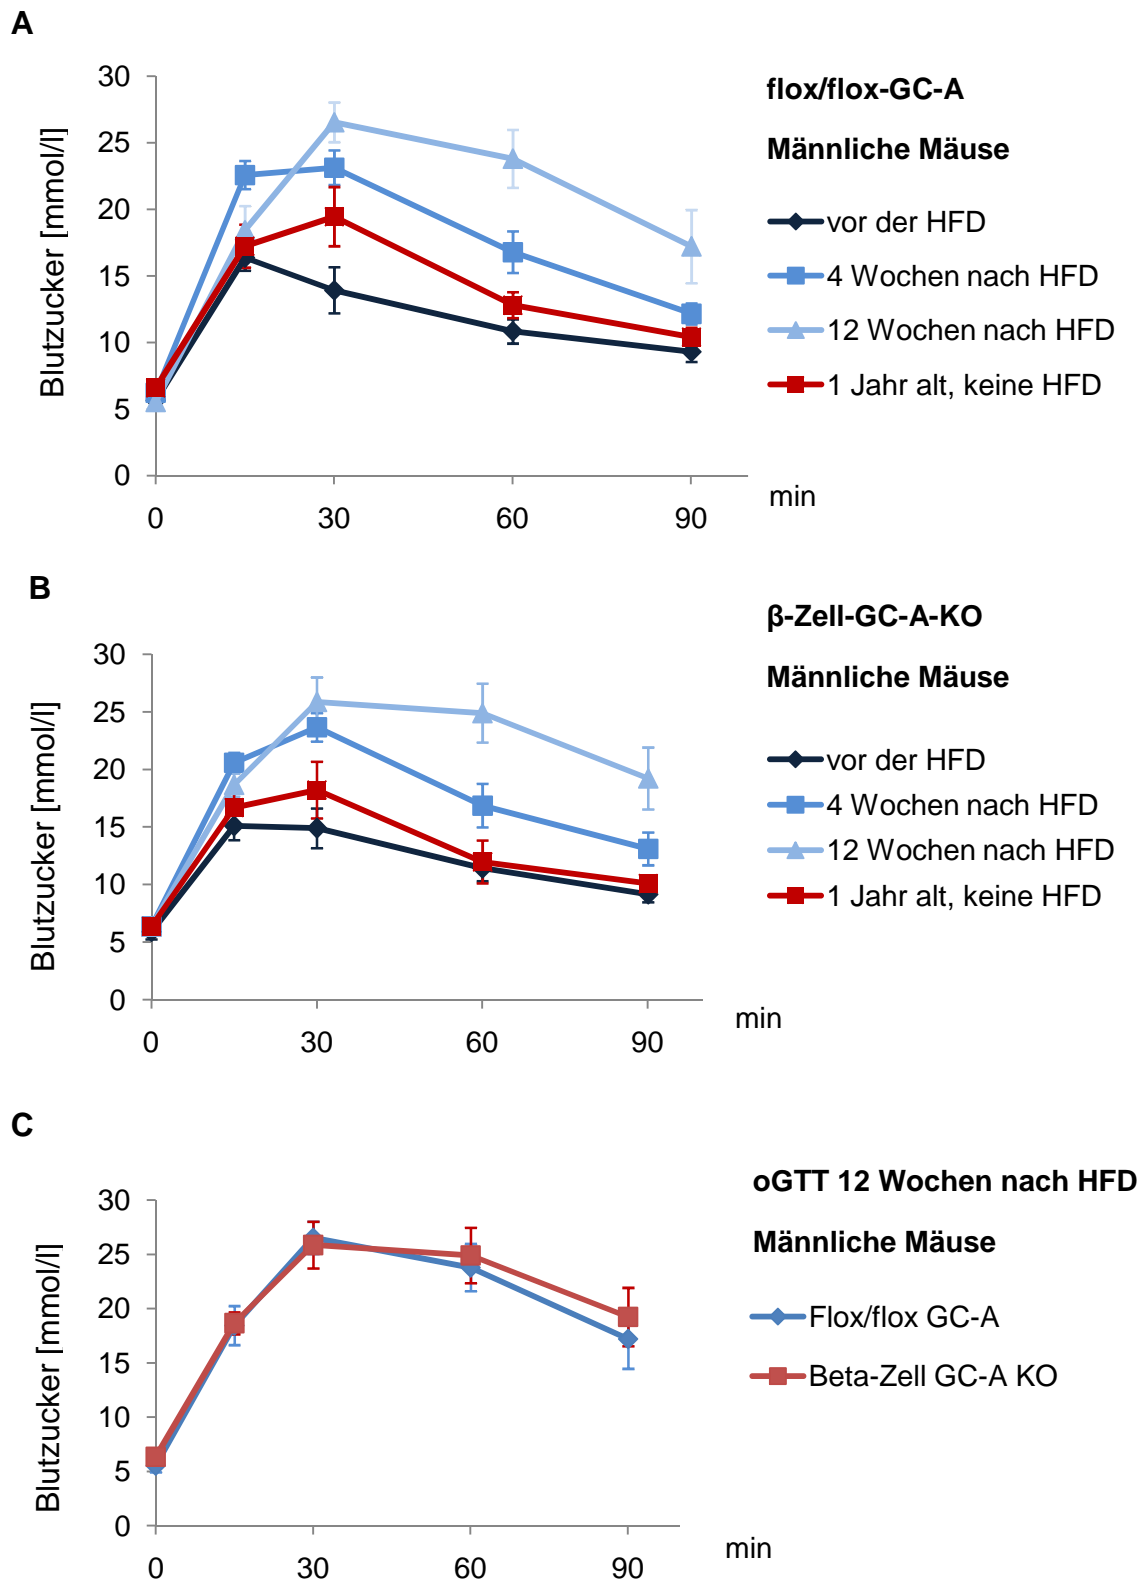 A
flox/flox-GC-A
Männliche Mäuse
Blutzucker [mmol/l]
30
25
20
15
10
5
0
0 30 60 90
min
vor der HFD
4 Wochen nach HFD
12 Wochen nach HFD
1 Jahr alt, keine HFD
B
β-Zell-GC-A-KO
Männliche Mäuse
Blutzucker [mmol/l]
30
25
20
15
10
5
0
0 30 60 90
min
vor der HFD
4 Wochen nach HFD
12 Wochen nach HFD
1 Jahr alt, keine HFD
C
oGTT 12 Wochen nach HFD
Männliche Mäuse
Blutzucker [mmol/l]
30
25
20
15
10
5
0
0 30 60 90
min
Flox/flox GC-A
Beta-Zell GC-A KO